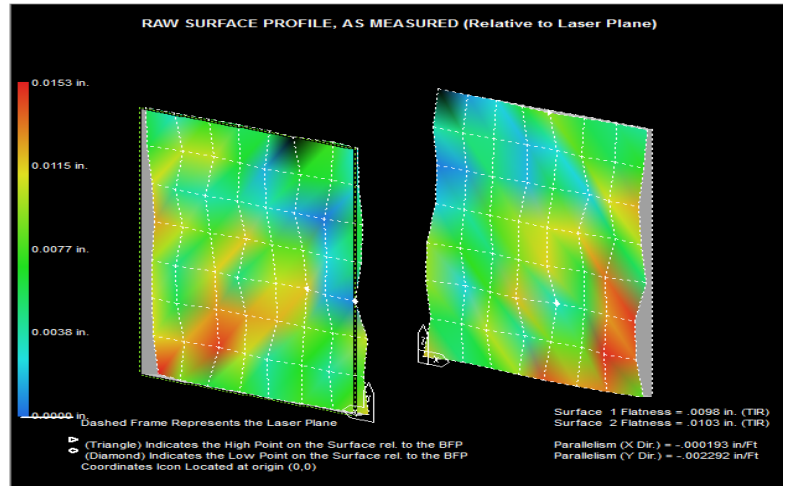 RAW SURFACE PROFILE, AS MEASURED (Relative to Laser Plane)
0.0153 in.
0.0115 in.
0.0077 in.
0.0038 in.
0.0000 in.
Dashed Frame Represents the Laser Plane
(Triangle) Indicates the High Point on the Surface rel. to the BFP
(Diamond) Indicates the Low Point on the Surface rel. to the BFP
Coordinates Icon Located at origin (0,0)
Surface 1 Flatness = .0098 in. (TIR)
Surface 2 Flatness = .0103 in. (TIR)
Parallelism (X Dir.) = -.000193 in/Ft
Parallelism (Y Dir.) = -.002292 in/Ft